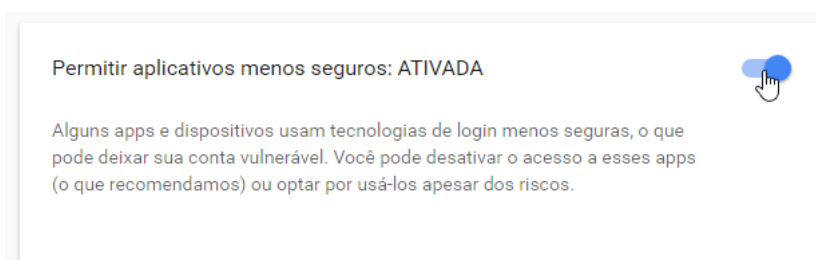 Permitir aplicativos menos seguros: ATIVADA
Alguns apps e dispositivos usam tecnologias de login menos seguras, o que
pode deixar sua conta vulnerável. Você pode desativar o acesso a esses apps
(o que recomendamos) ou optar por usá-los apesar dos riscos.